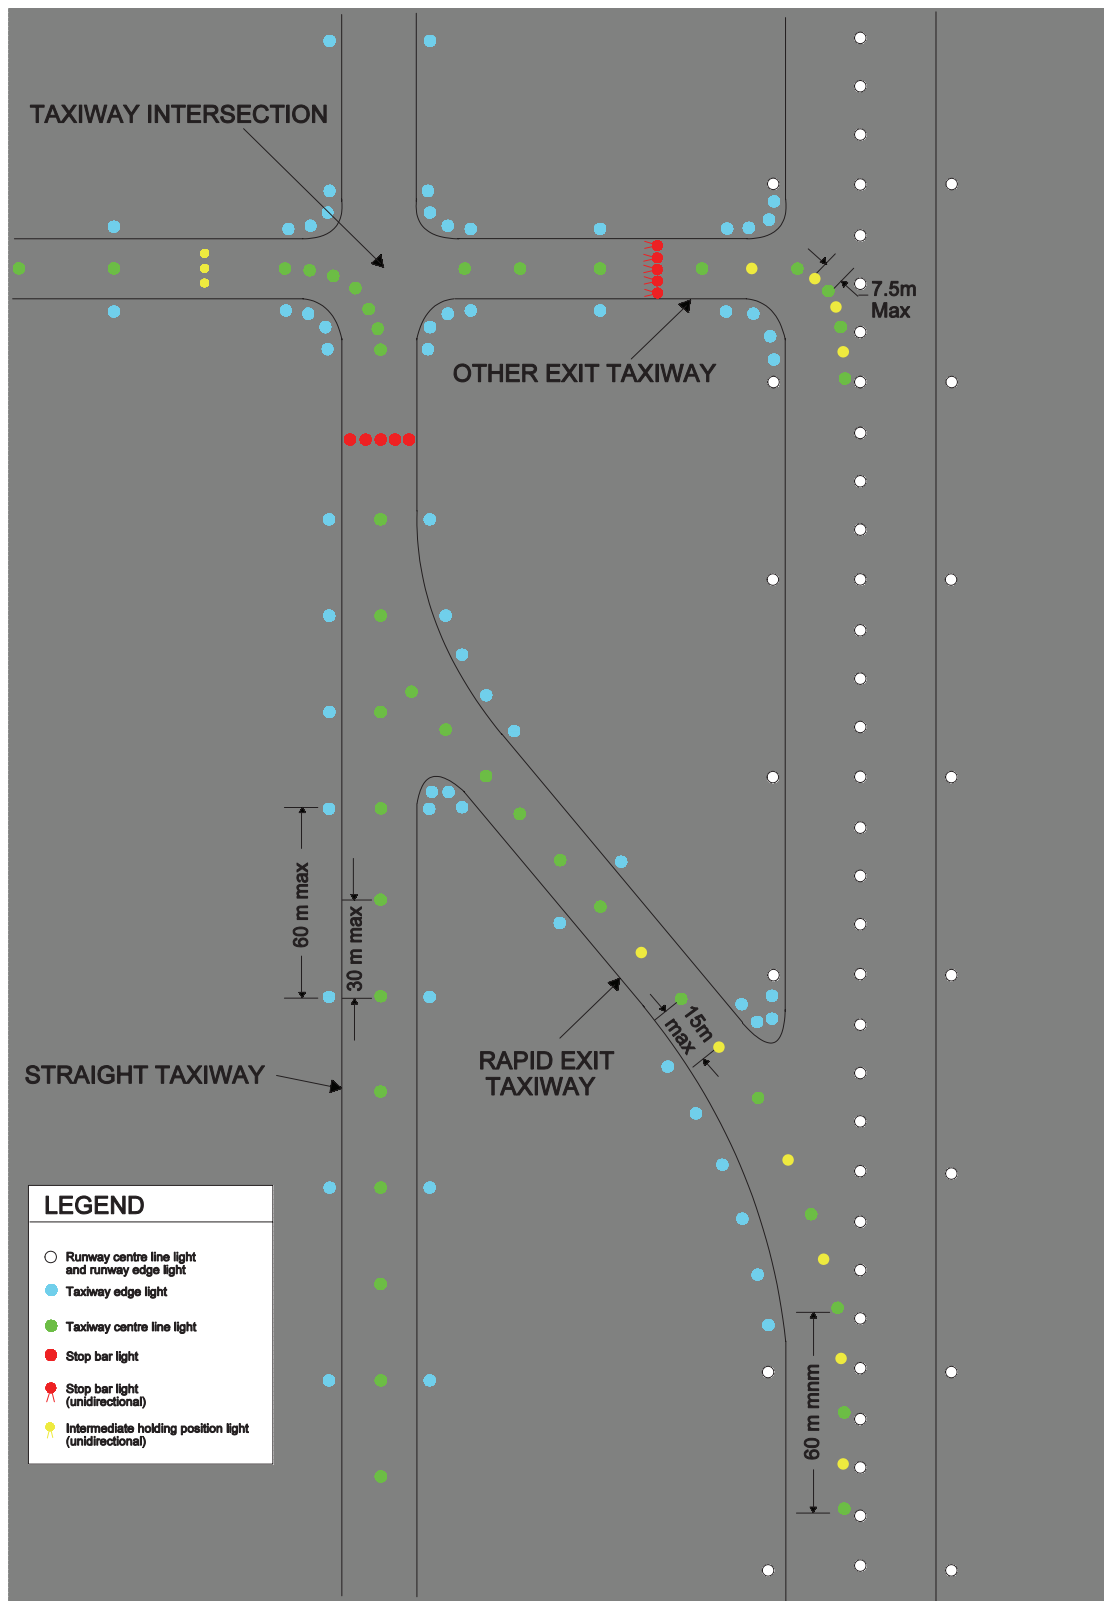 TAXIWAY INTERSECTION
7.5m
Max
OTHER EXIT TAXIWAY
60 m max
30 m max
15m
max
RAPID EXIT
TAXIWAY
STRAIGHT TAXIWAY
LEGEND
Runway centre line light
and runway edge light
Taxiway edge light
Taxiway centre line light
Stop bar light
Stop bar light
(unidirectional)
Intermediate holding position light
(unidirectional)
60 m mnm